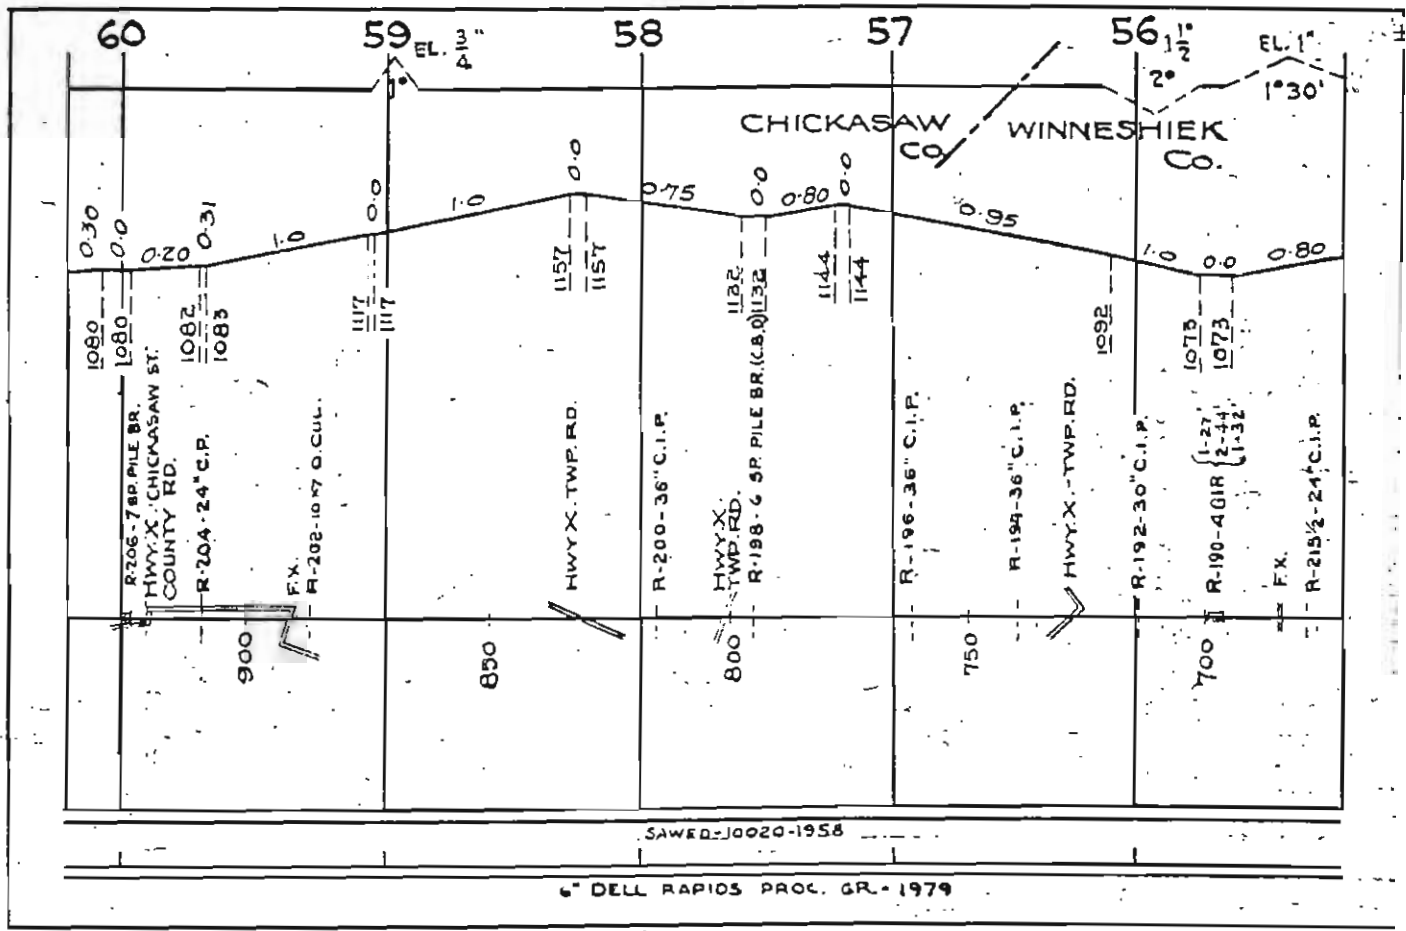 60
59
EL. 3/4"
1°
58
57
56
1 1/2"
2°
EL. 1"
1°30'
CHICKASAW
CO
WINNESHIEK
Co.
0.30
0.0
0.20
0.31
1.0
0.0
1.0
0.0
0.75
0.0
0.80
0.0
0.95
1.0
0.0
0.80
1080
1080
1082
1083
1117
1117
1157
1157
1132
1132
1144
1144
1092
1073
1073
R-206-7 SP. PILE BR.
HWY.X. CHICKASAW ST.
COUNTY RD.
R-204-24" C.P.
F.X.
R-202-10x7 O.CUL.
HWY.X. TWP. RD.
R-200-36" C.I.P.
HWY.X.
TWP. RD.
R-198-6 SP. PILE BR.(C.B.D)
R-196-36" C.I.P.
R-194-36" C.I.P.
HWY.X.-TWP. RD.
R-192-30" C.I.P.
R-190-4 GIR
1-27'
2-44'
1-32'
F.X.
R-215 1/2-24" C.I.P.
900
850
800
750
700
SAWED-10020-1958
6" DELL RAPIDS PROC. GR.-1979